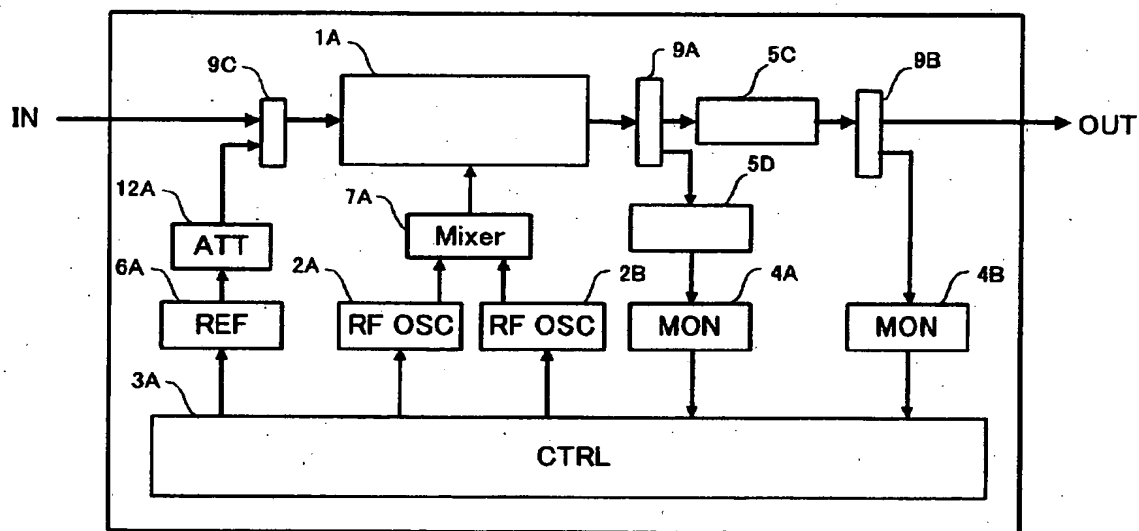 1A
9A
5C
9B
9C
IN
OUT
5D
12A
7A
ATT
Mixer
6A
2A
2B
4A
4B
REF
RF OSC
RF OSC
MON
MON
3A
CTRL